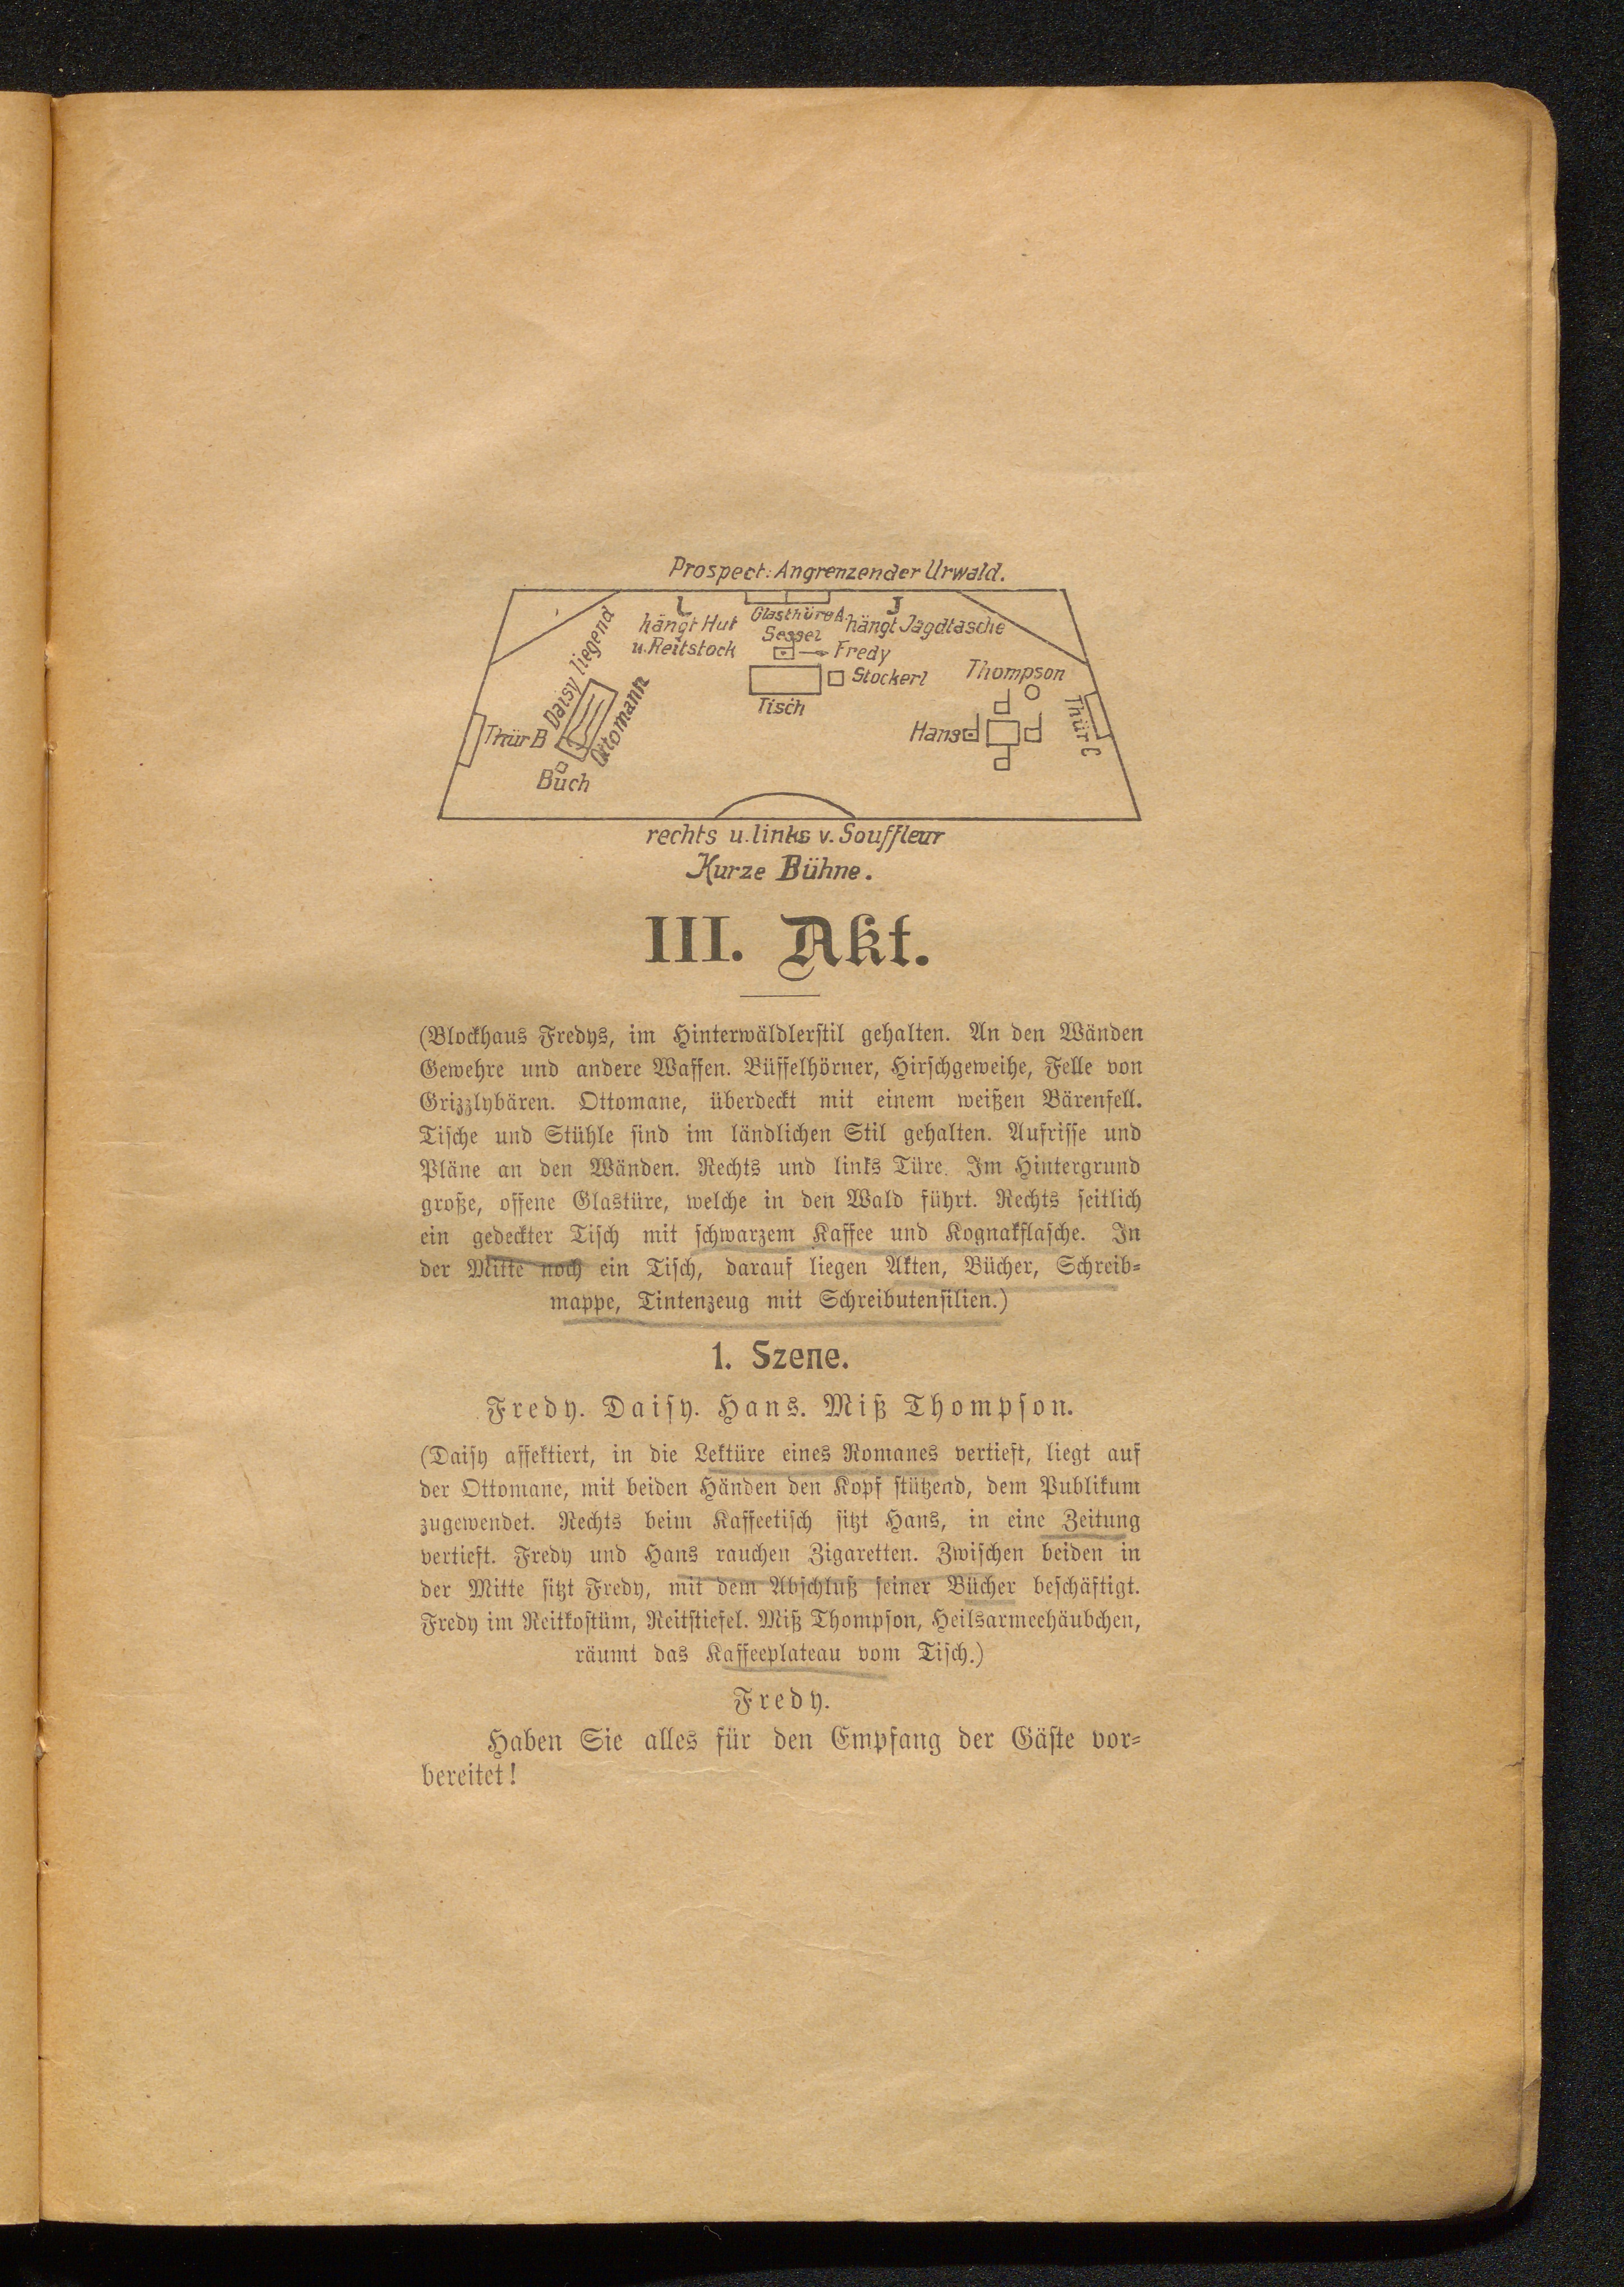 Prospect: Angrenzender Urwald.
hängt Hut
u. Reitstock
Glasthüre A.
Sessel
hängt Jagdtasche
Fredy
Stockerl
Tisch
Thompson
Hans
Thür C
Daisy liegend
Ottomann
Thür B
Buch
rechts u. links v. Souffleur
Kurze Bühne.
III. Akt.
(Blockhaus Fredys, im Hinterwäldlerstil gehalten. An den Wänden
Gewehre und andere Waffen. Büffelhörner, Hirschgeweihe, Felle von
Grizzlybären. Ottomane, überdeckt mit einem weißen Bärenfell.
Tische und Stühle sind im ländlichen Stil gehalten. Aufrisse und
Pläne an den Wänden. Rechts und links Türe. Im Hintergrund
große, offene Glastüre, welche in den Wald führt. Rechts seitlich
ein gedeckter Tisch mit schwarzem Kaffee und Kognakflasche. In
der Mitte noch ein Tisch, darauf liegen Akten, Bücher, Schreib-
mappe, Tintenzeug mit Schreibutensilien.)
1. Szene.
Fredy. Daisy. Hans. Miß Thompson.
(Daisy affektiert, in die Lektüre eines Romanes vertieft, liegt auf
der Ottomane, mit beiden Händen den Kopf stützend, dem Publikum
zugewendet. Rechts beim Kaffeetisch sitzt Hans, in eine Zeitung
vertieft. Fredy und Hans rauchen Zigaretten. Zwischen beiden in
der Mitte sitzt Fredy, mit dem Abschluß seiner Bücher beschäftigt.
Fredy im Reitkostüm, Reitstiefel. Miß Thompson, Heilsarmeehäubchen,
räumt das Kaffeeplateau vom Tisch.)
Fredy.
Haben Sie alles für den Empfang der Gäste vor-
bereitet!